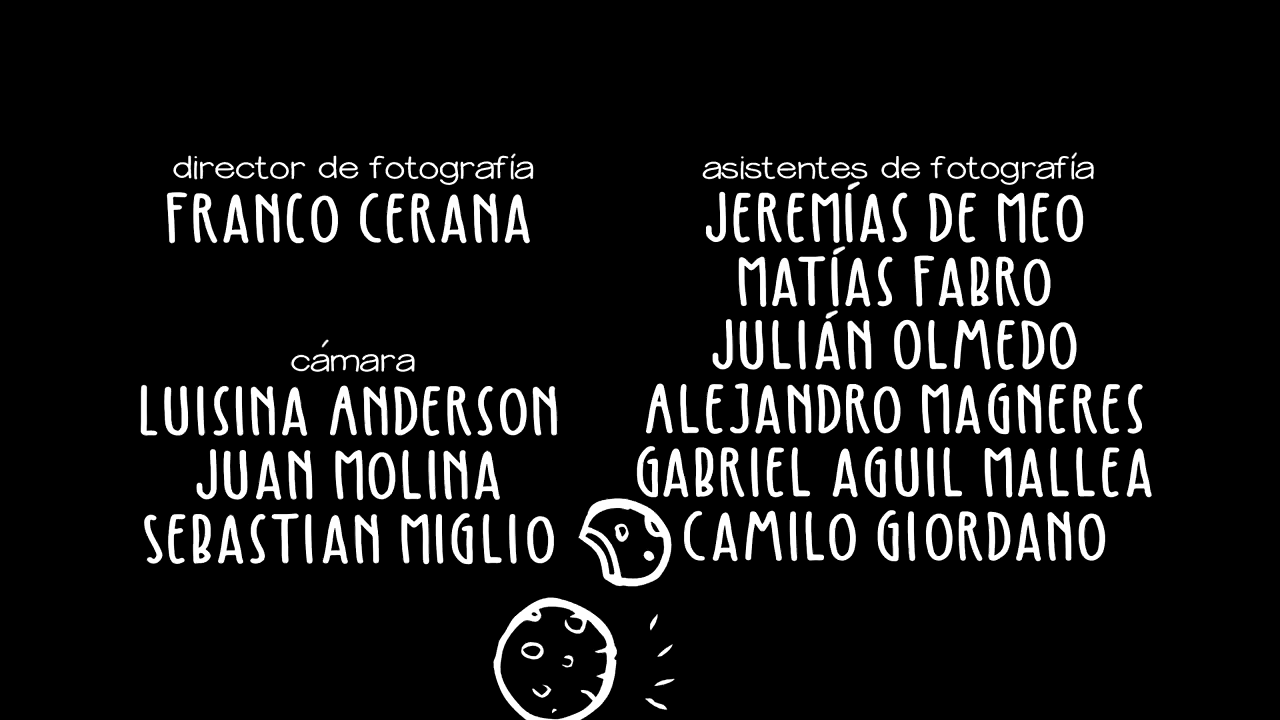 director de fotografía
FRANCO CERANA
cámara
LUISINA ANDERSON
JUAN MOLINA
SEBASTIAN MIGLIO
asistentes de fotografía
JEREMÍAS DE MEO
MATÍAS FABRO
JULIÁN OLMEDO
ALEJANDRO MAGNERES
GABRIEL AGUIL MALLEA
CAMILO GIORDANO